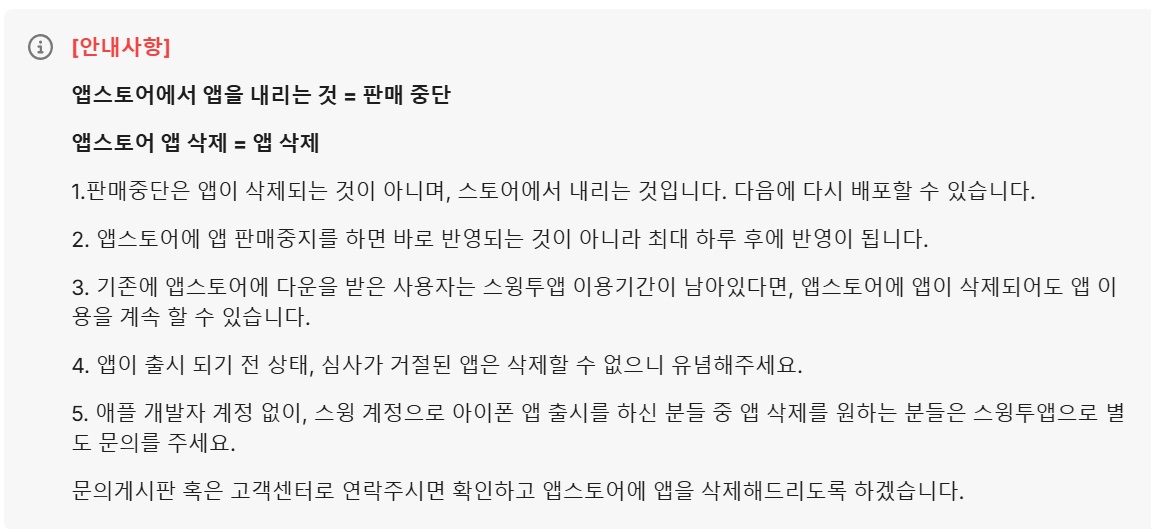 [안내사항]
앱스토어에서 앱을 내리는 것 = 판매 중단
앱스토어 앱 삭제 = 앱 삭제
1.판매중단은 앱이 삭제되는 것이 아니며, 스토어에서 내리는 것입니다. 다음에 다시 배포할 수 있습니다.
2. 앱스토어에 앱 판매중지를 하면 바로 반영되는 것이 아니라 최대 하루 후에 반영이 됩니다.
3. 기존에 앱스토어에 다운을 받은 사용자는 스윙투앱 이용기간이 남아있다면, 앱스토어에 앱이 삭제되어도 앱 이
용을 계속 할 수 있습니다.
4. 앱이 출시 되기 전 상태, 심사가 거절된 앱은 삭제할 수 없으니 유념해주세요.
5. 애플 개발자 계정 없이, 스윙 계정으로 아이폰 앱 출시를 하신 분들 중 앱 삭제를 원하는 분들은 스윙투앱으로 별
도 문의를 주세요.
문의게시판 혹은 고객센터로 연락주시면 확인하고 앱스토어에 앱을 삭제해드리도록 하겠습니다.